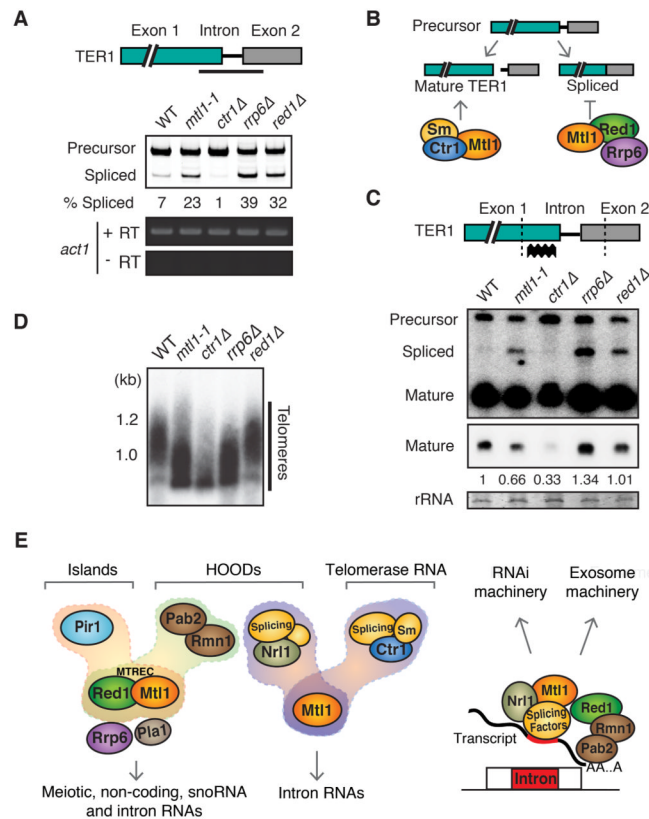 A
Exon 1 Intron Exon 2
TER1
WT mtl1-1 ctr1Δ rrp6Δ red1Δ
Precursor
Spliced
% Spliced 7 23 1 39 32
act1
+ RT
- RT
B
Precursor
Mature TER1 Spliced
Sm
Ctr1 Mtl1
Mtl1 Red1
Rrp6
C
Exon 1 Intron Exon 2
TER1
WT mtl1-1 ctr1Δ rrp6Δ red1Δ
Precursor
Spliced
Mature
Mature
1 0.66 0.33 1.34 1.01
rRNA
D
WT mtl1-1 ctr1Δ rrp6Δ red1Δ
(kb)
1.2
1.0
Telomeres
E
Islands HOODs Telomerase RNA
Pir1
Pab2
Rmn1
Splicing
Nrl1
Splicing Sm
Ctr1
MTREC
Red1 Mtl1
Mtl1
Rrp6 Pla1
Meiotic, non-coding, snoRNA
and intron RNAs
Intron RNAs
RNAi
machinery
Exosome
machinery
Nrl1 Mtl1
Splicing
Factors
Red1
Rmn1
Pab2
Transcript
AA..A
Intron